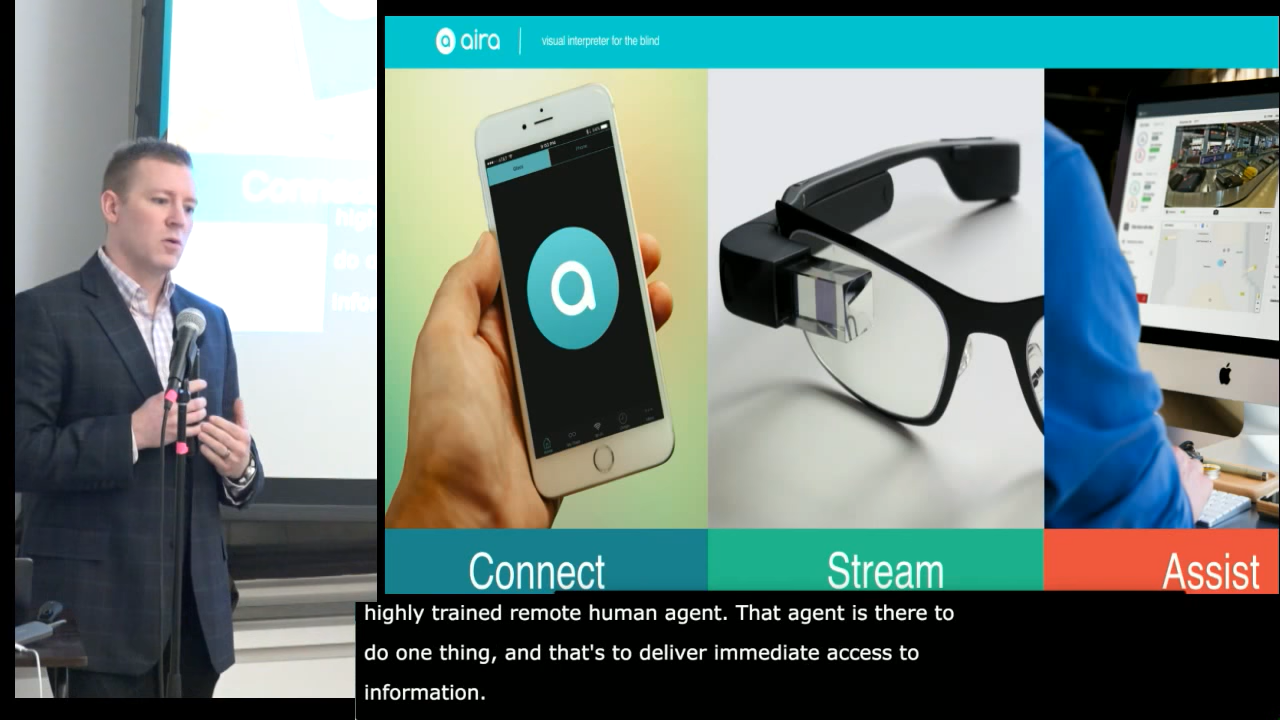 aira
visual interpreter for the blind
a
Connect
Stream
Assist
highly trained remote human agent. That agent is there to
do one thing, and that's to deliver immediate access to
information.